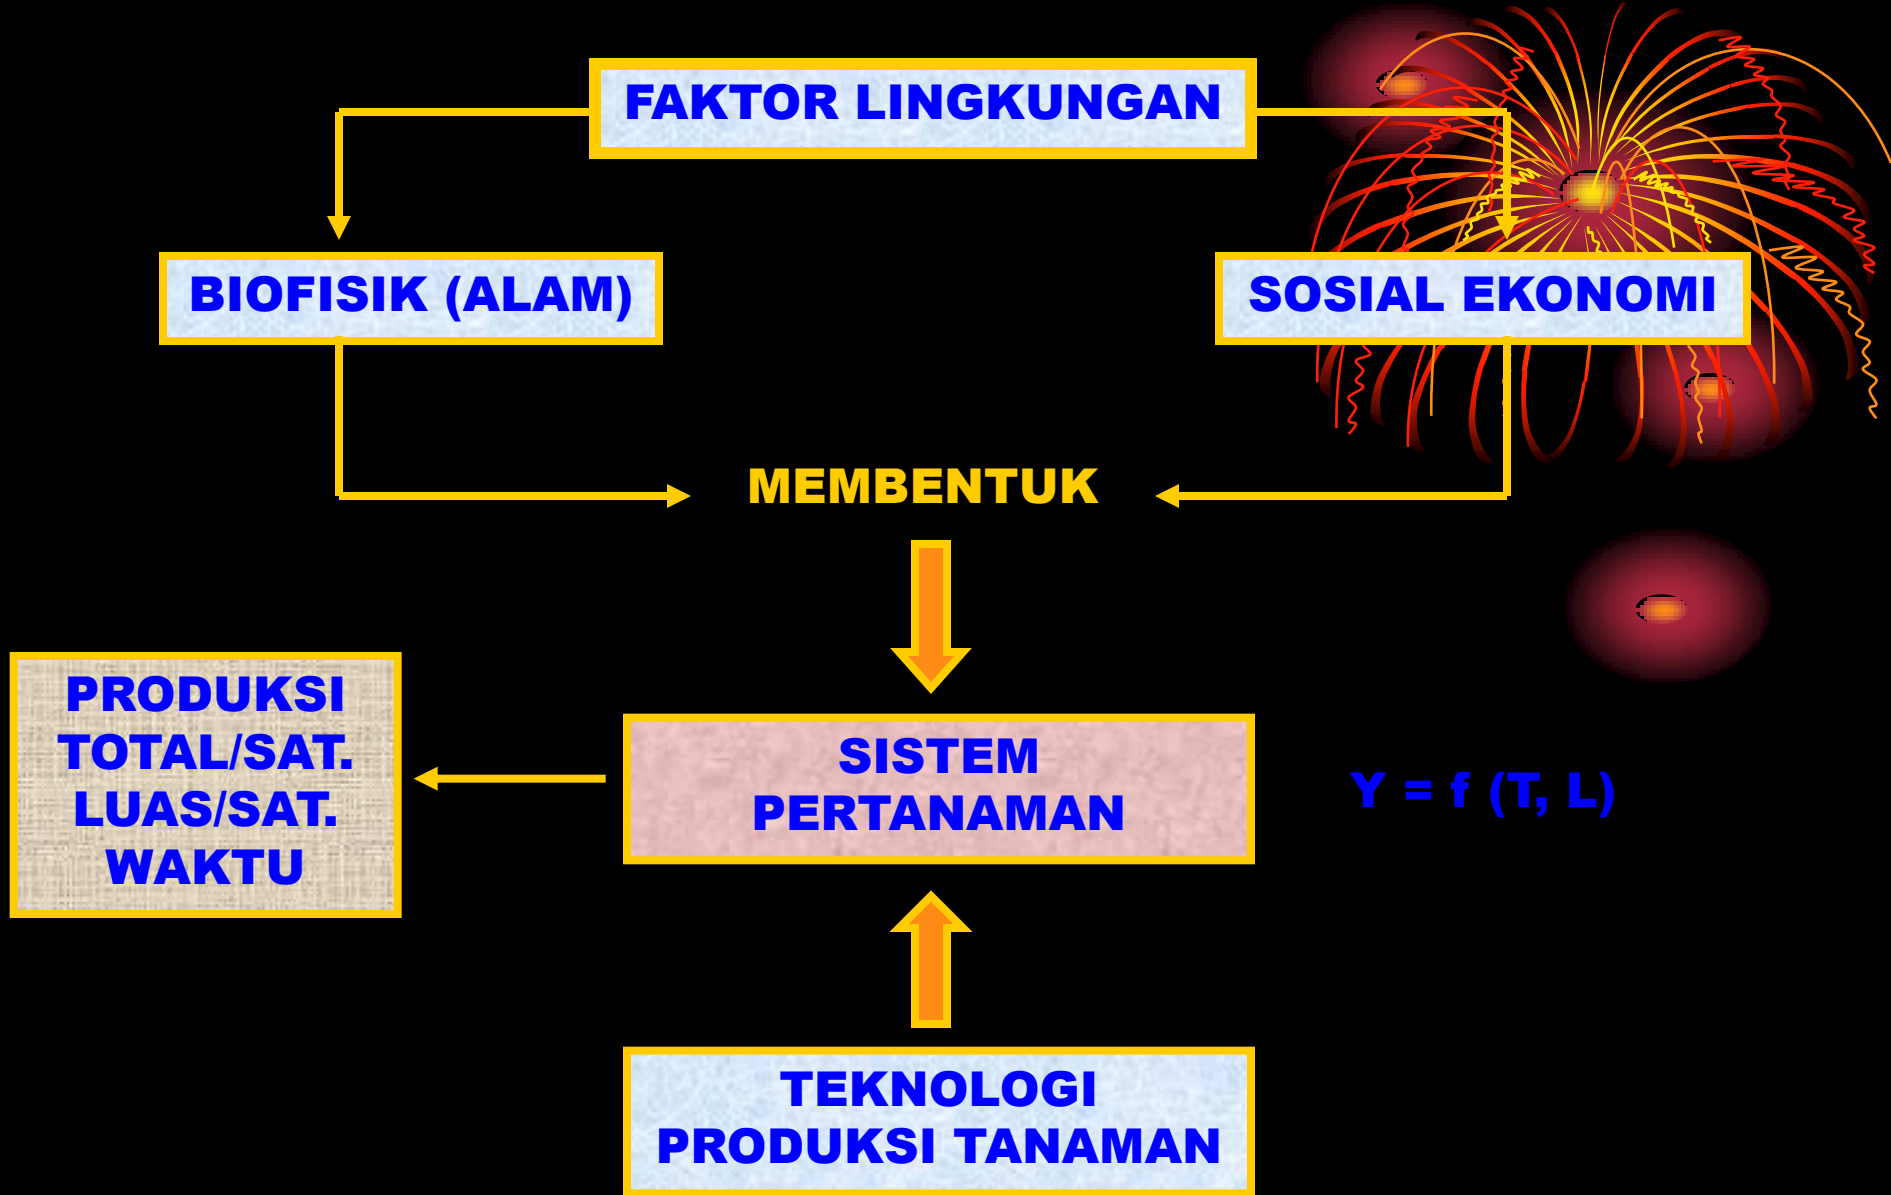 FAKTOR LINGKUNGAN
BIOFISIK (ALAM)
SOSIAL EKONOMI
MEMBENTUK
PRODUKSI
TOTAL/SAT.
LUAS/SAT.
WAKTU
SISTEM
PERTANAMAN
Y = f (T, L)
TEKNOLOGI
PRODUKSI TANAMAN